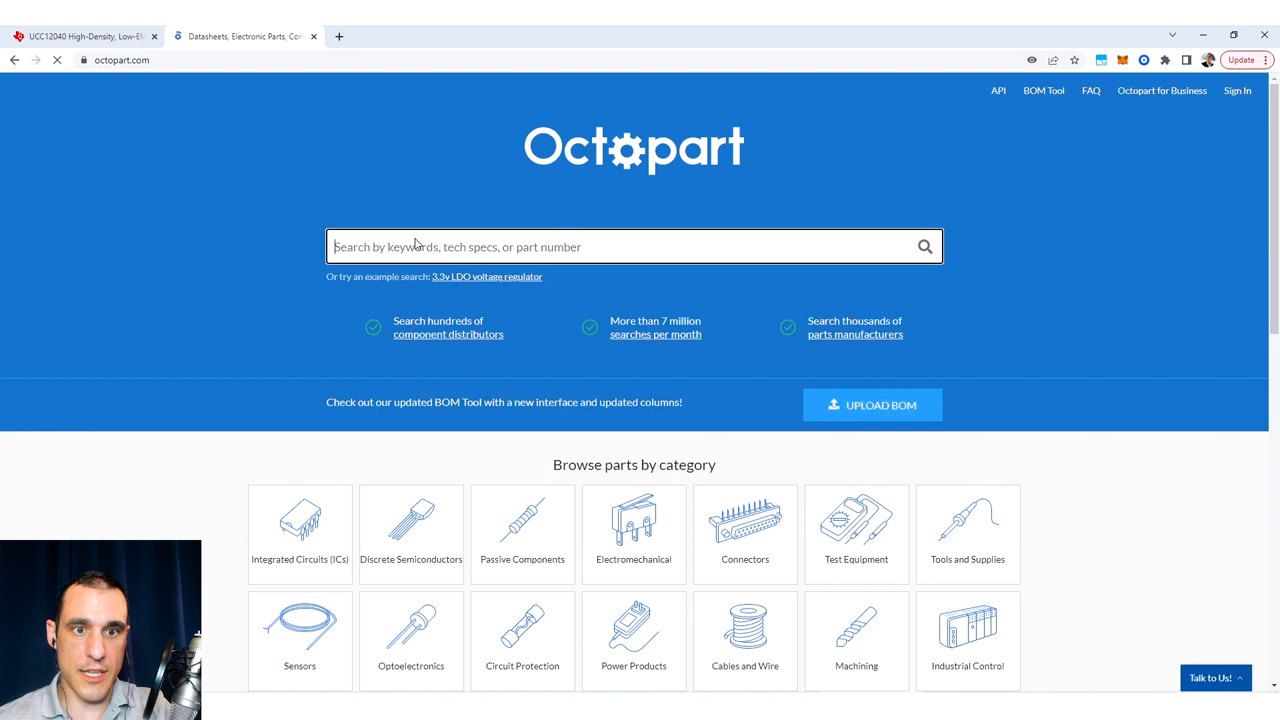 UCC12040 High-Density, Low-EM
Datasheets, Electronic Parts, Com
octopart.com
Update
API
BOM Tool
FAQ
Octopart for Business
Sign In
Octopart
Search by keywords, tech specs, or part number
Or try an example search: 3.3v LDO voltage regulator
Search hundreds of
component distributors
More than 7 million
searches per month
Search thousands of
parts manufacturers
Check out our updated BOM Tool with a new interface and updated columns!
UPLOAD BOM
Browse parts by category
Integrated Circuits (ICs)
Discrete Semiconductors
Passive Components
Electromechanical
Connectors
Test Equipment
Tools and Supplies
Sensors
Optoelectronics
Circuit Protection
Power Products
Cables and Wire
Machining
Industrial Control
Talk to Us!